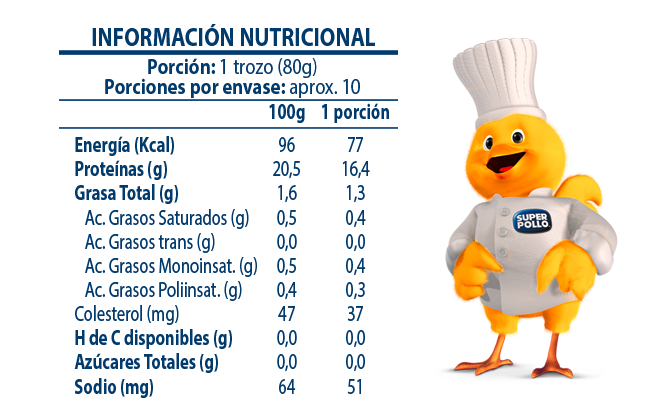 INFORMACIÓN NUTRICIONAL
Porción: 1 trozo (80g)
Porciones por envase: aprox. 10
100g 1 porción
Energía (Kcal) 96 77
Proteínas (g) 20,5 16,4
Grasa Total (g) 1,6 1,3
Ac. Grasos Saturados (g) 0,5 0,4
Ac. Grasos trans (g) 0,0 0,0
Ac. Grasos Monoinsat. (g) 0,5 0,4
Ac. Grasos Poliinsat. (g) 0,4 0,3
Colesterol (mg) 47 37
H de C disponibles (g) 0,0 0,0
Azúcares Totales (g) 0,0 0,0
Sodio (mg) 64 51
SUPER
POLLO